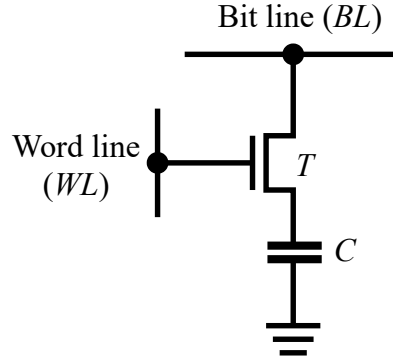 Bit line (BL)
Word line
(WL)
T
C